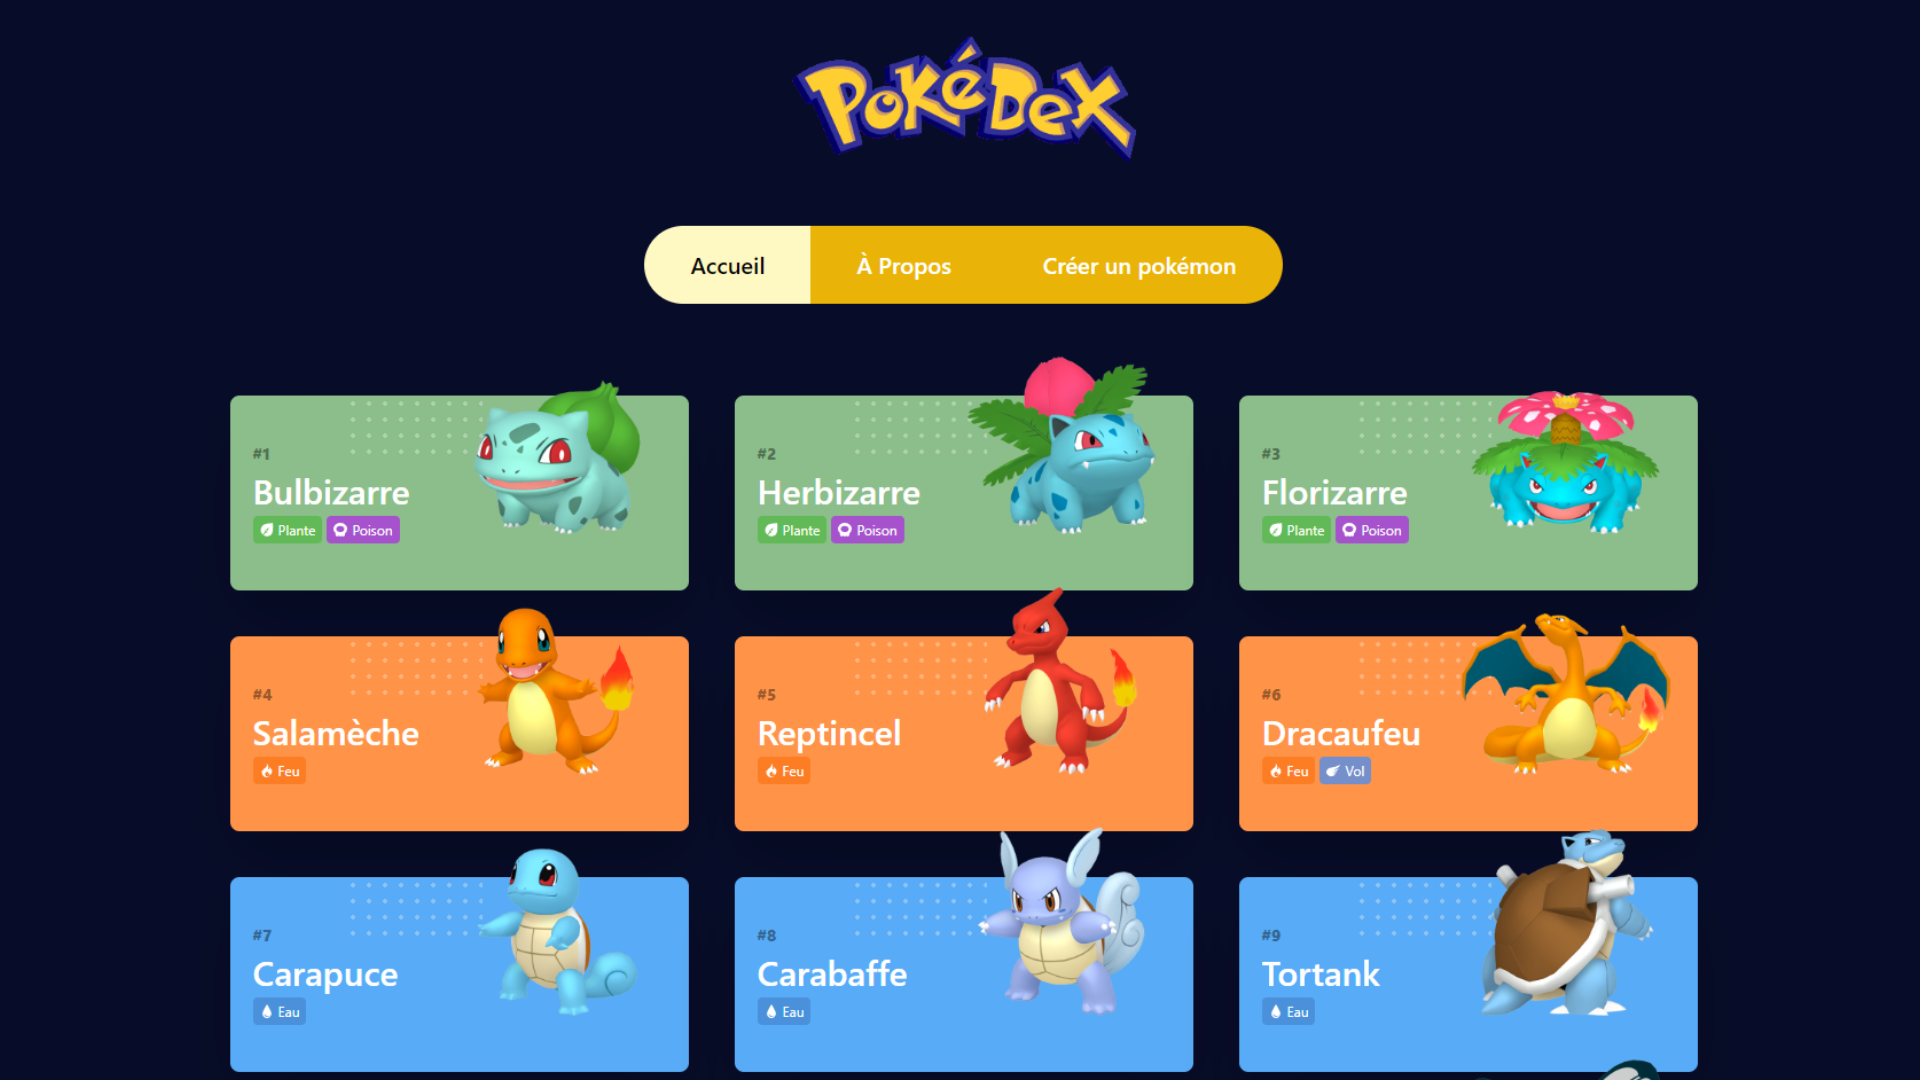 PokéDex
Accueil
À Propos
Créer un pokémon
#1
Bulbizarre
Plante Poison
#2
Herbizarre
Plante Poison
#3
Florizarre
Plante Poison
#4
Salamèche
Feu
#5
Reptincel
Feu
#6
Dracaufeu
Feu Vol
#7
Carapuce
Eau
#8
Carabaffe
Eau
#9
Tortank
Eau